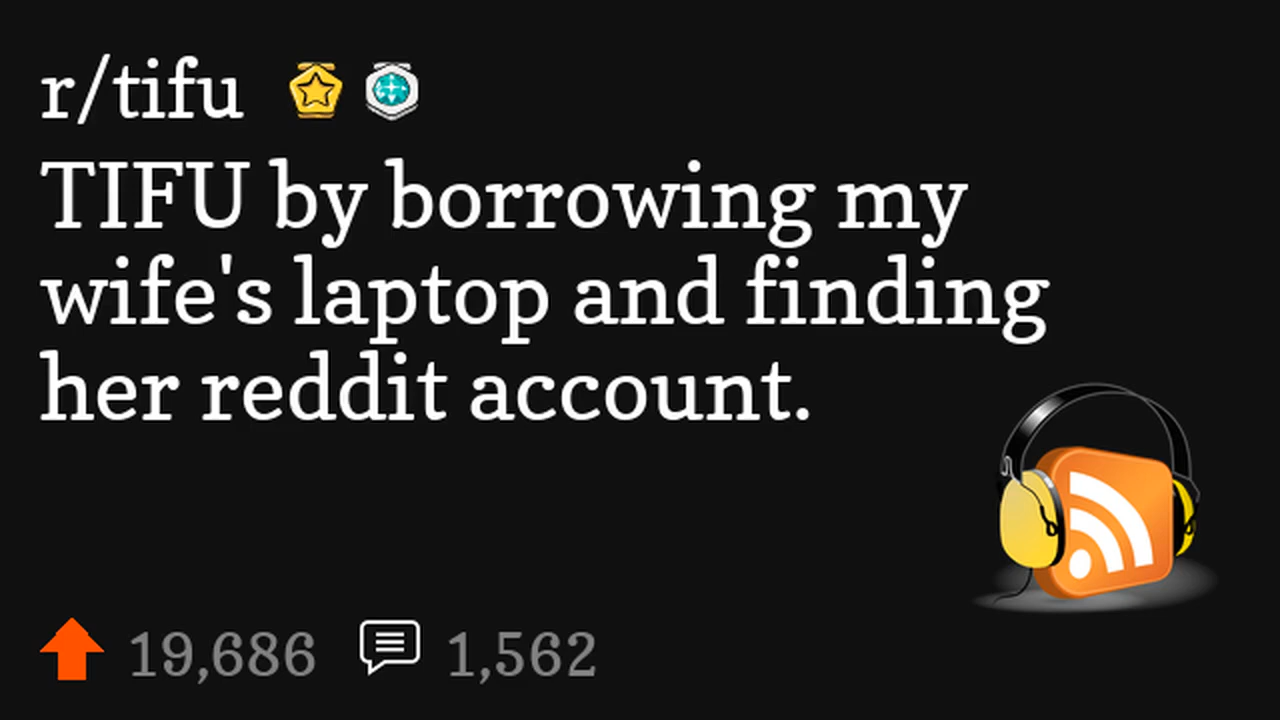 r/tifu
TIFU by borrowing my
wife's laptop and finding
her reddit account.
19,686 1,562